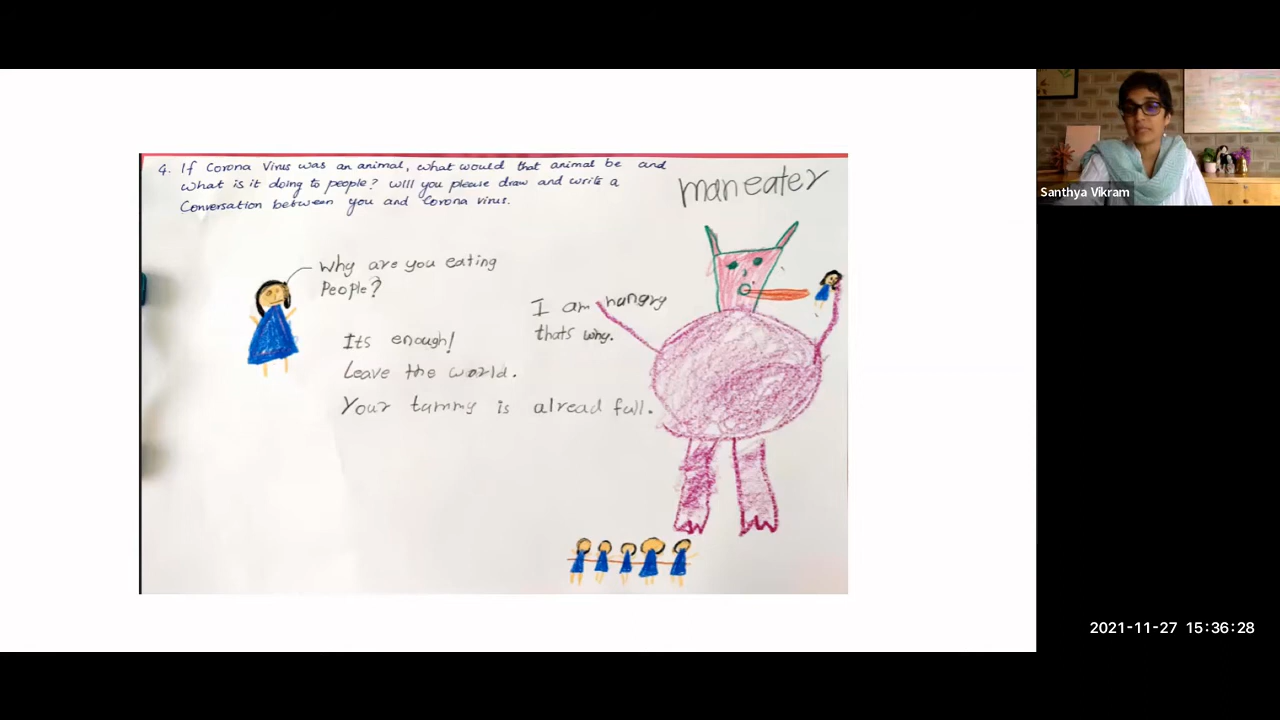 4. If Corona Virus was an animal, what would that animal be and
what is it doing to people? Will you please draw and write a
Conversation between you and Corona virus.
maneater
Why are you eating
People?
I am hungry
thats why.
Its enough!
Leave the world.
Your tummy is alread full.
Santhya Vikram
2021-11-27 15:36:28